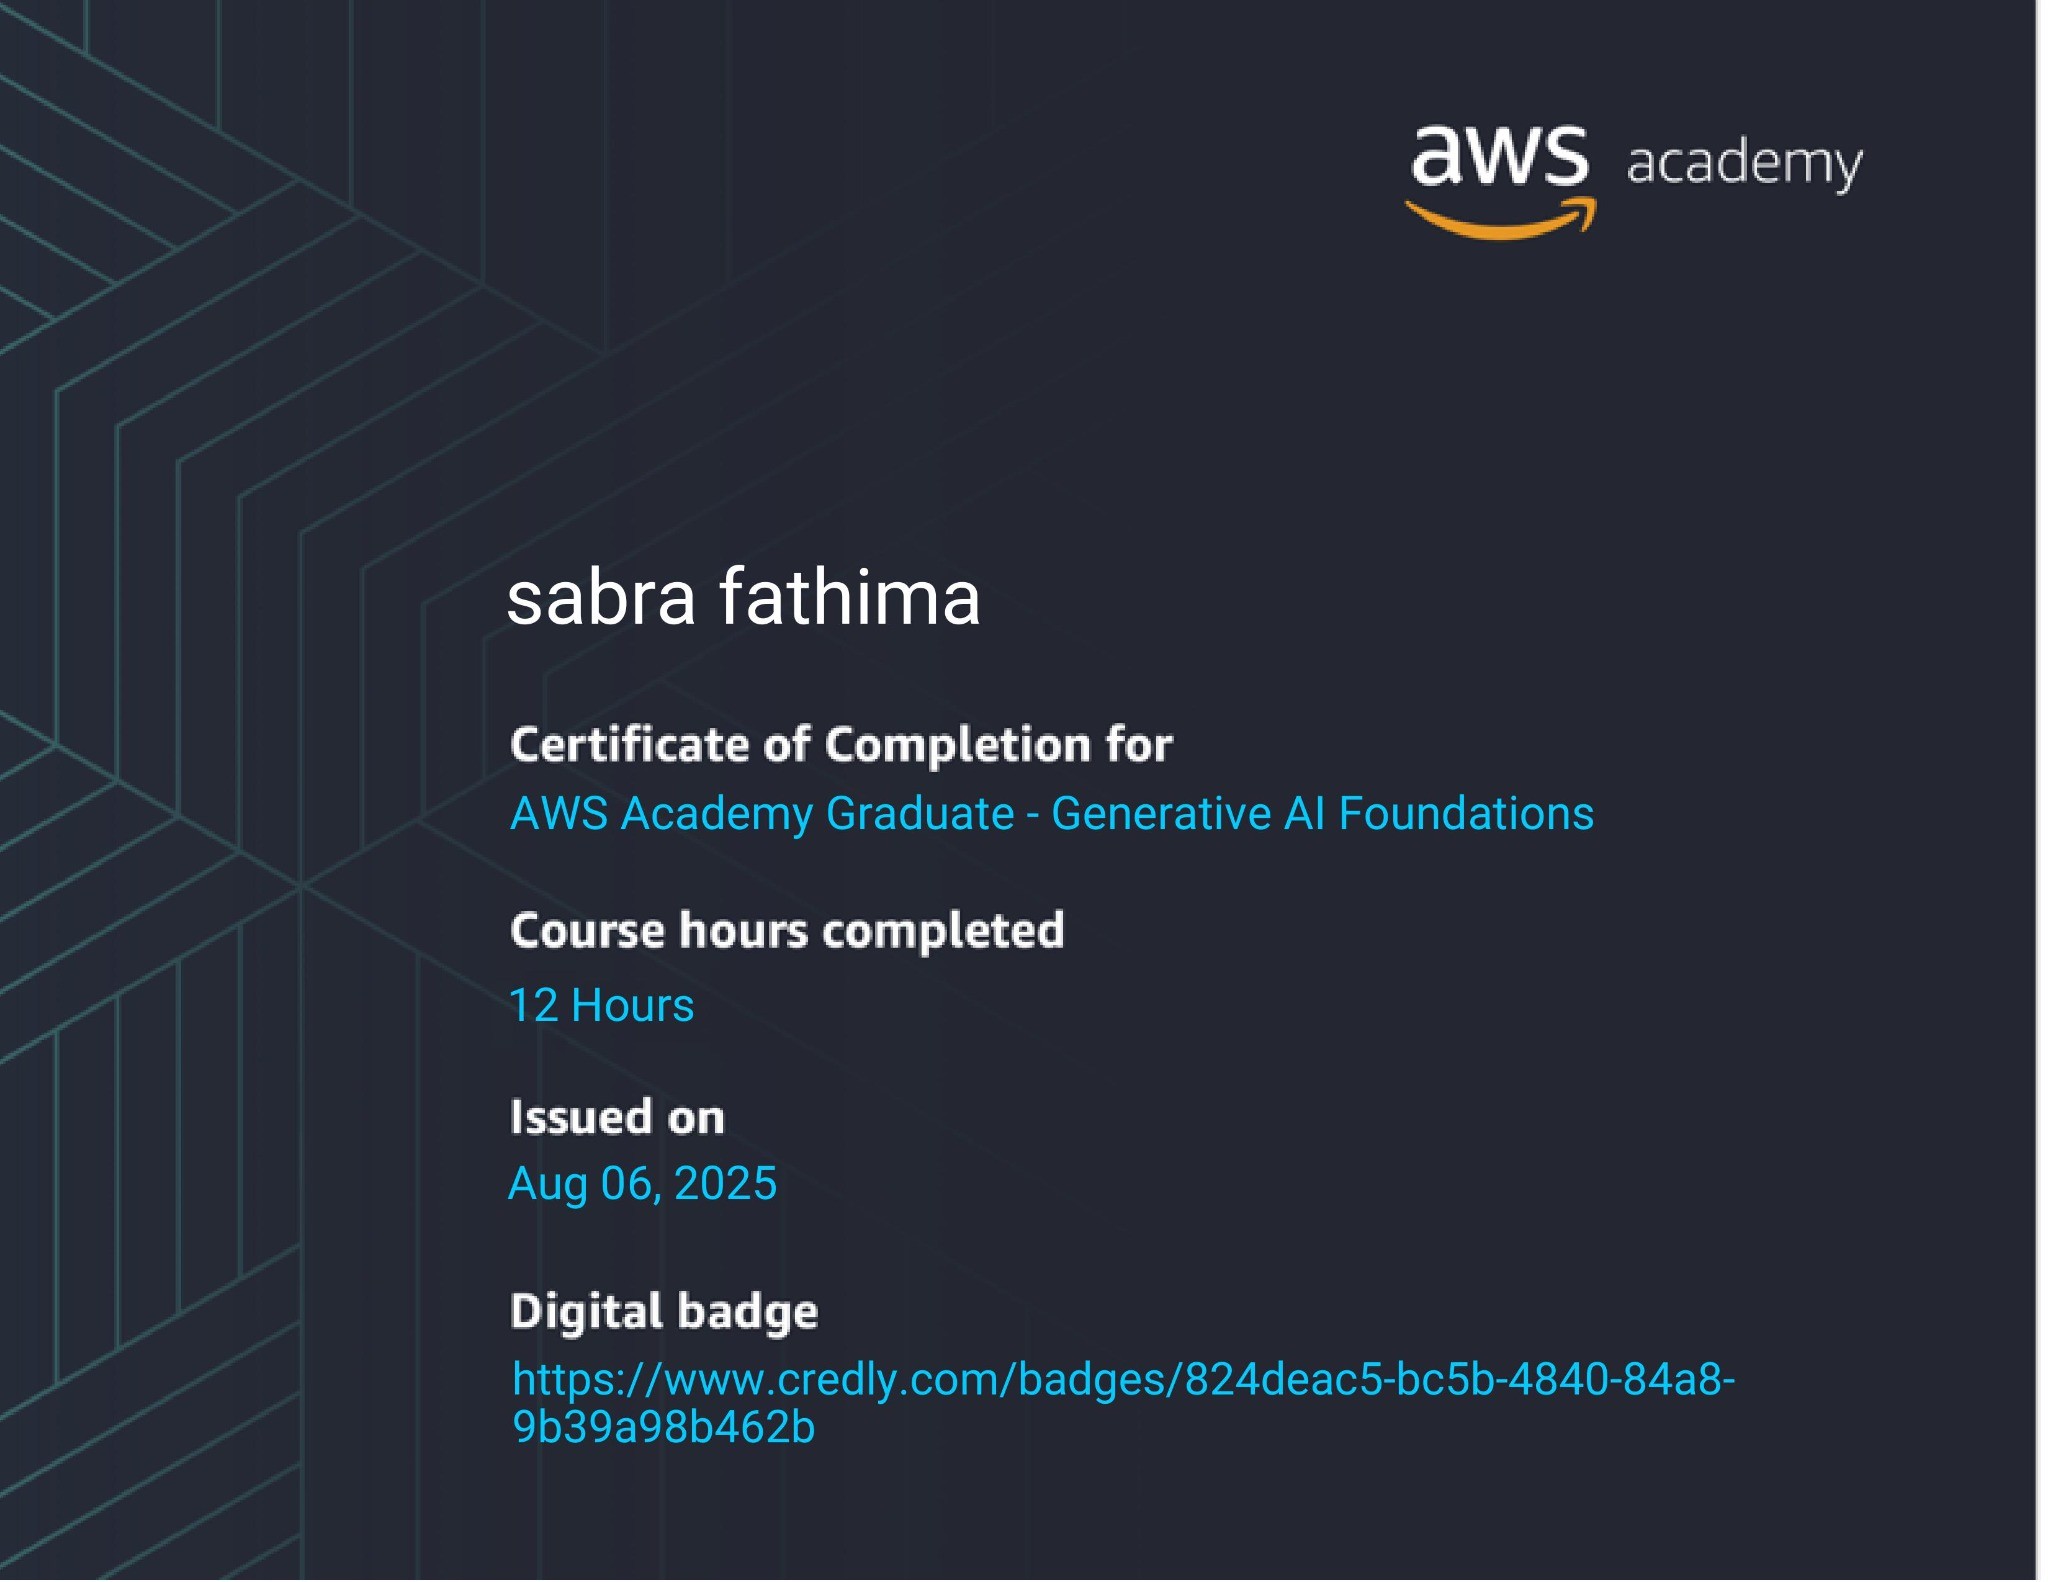 aws academy
sabra fathima
Certificate of Completion for
AWS Academy Graduate - Generative AI Foundations
Course hours completed
12 Hours
Issued on
Aug 06, 2025
Digital badge
https://www.credly.com/badges/824deac5-bc5b-4840-84a8-
9b39a98b462b